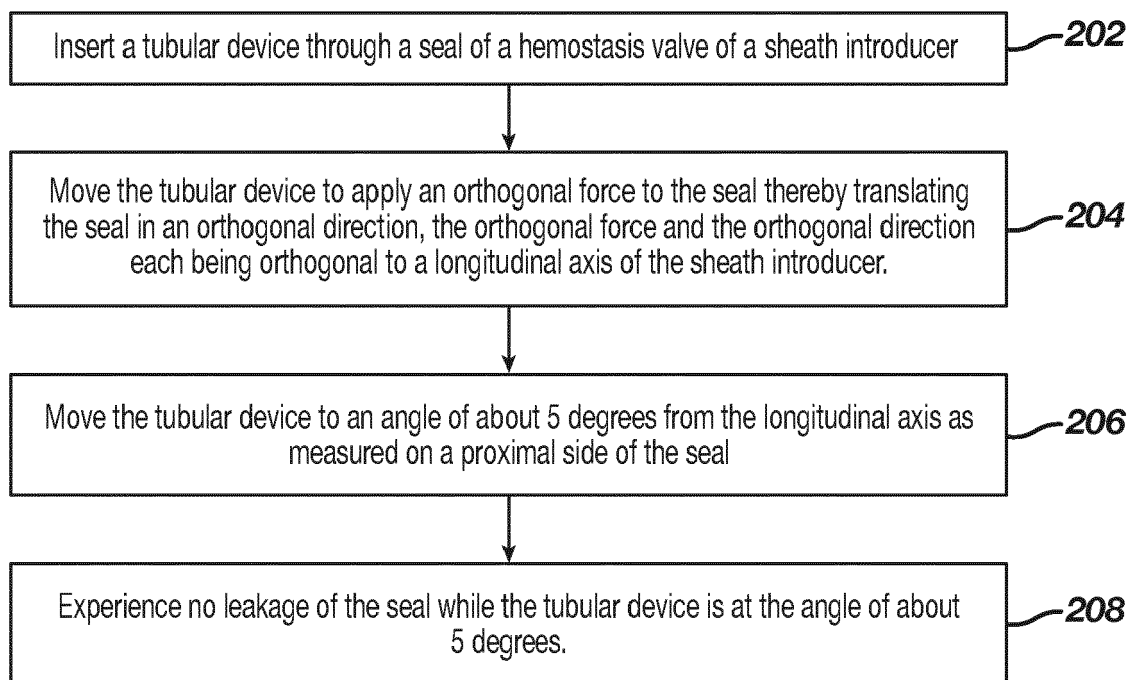 Insert a tubular device through a seal of a hemostasis valve of a sheath introducer
202
Move the tubular device to apply an orthogonal force to the seal thereby translating
the seal in an orthogonal direction, the orthogonal force and the orthogonal direction
each being orthogonal to a longitudinal axis of the sheath introducer.
204
Move the tubular device to an angle of about 5 degrees from the longitudinal axis as
measured on a proximal side of the seal
206
Experience no leakage of the seal while the tubular device is at the angle of about
5 degrees.
208